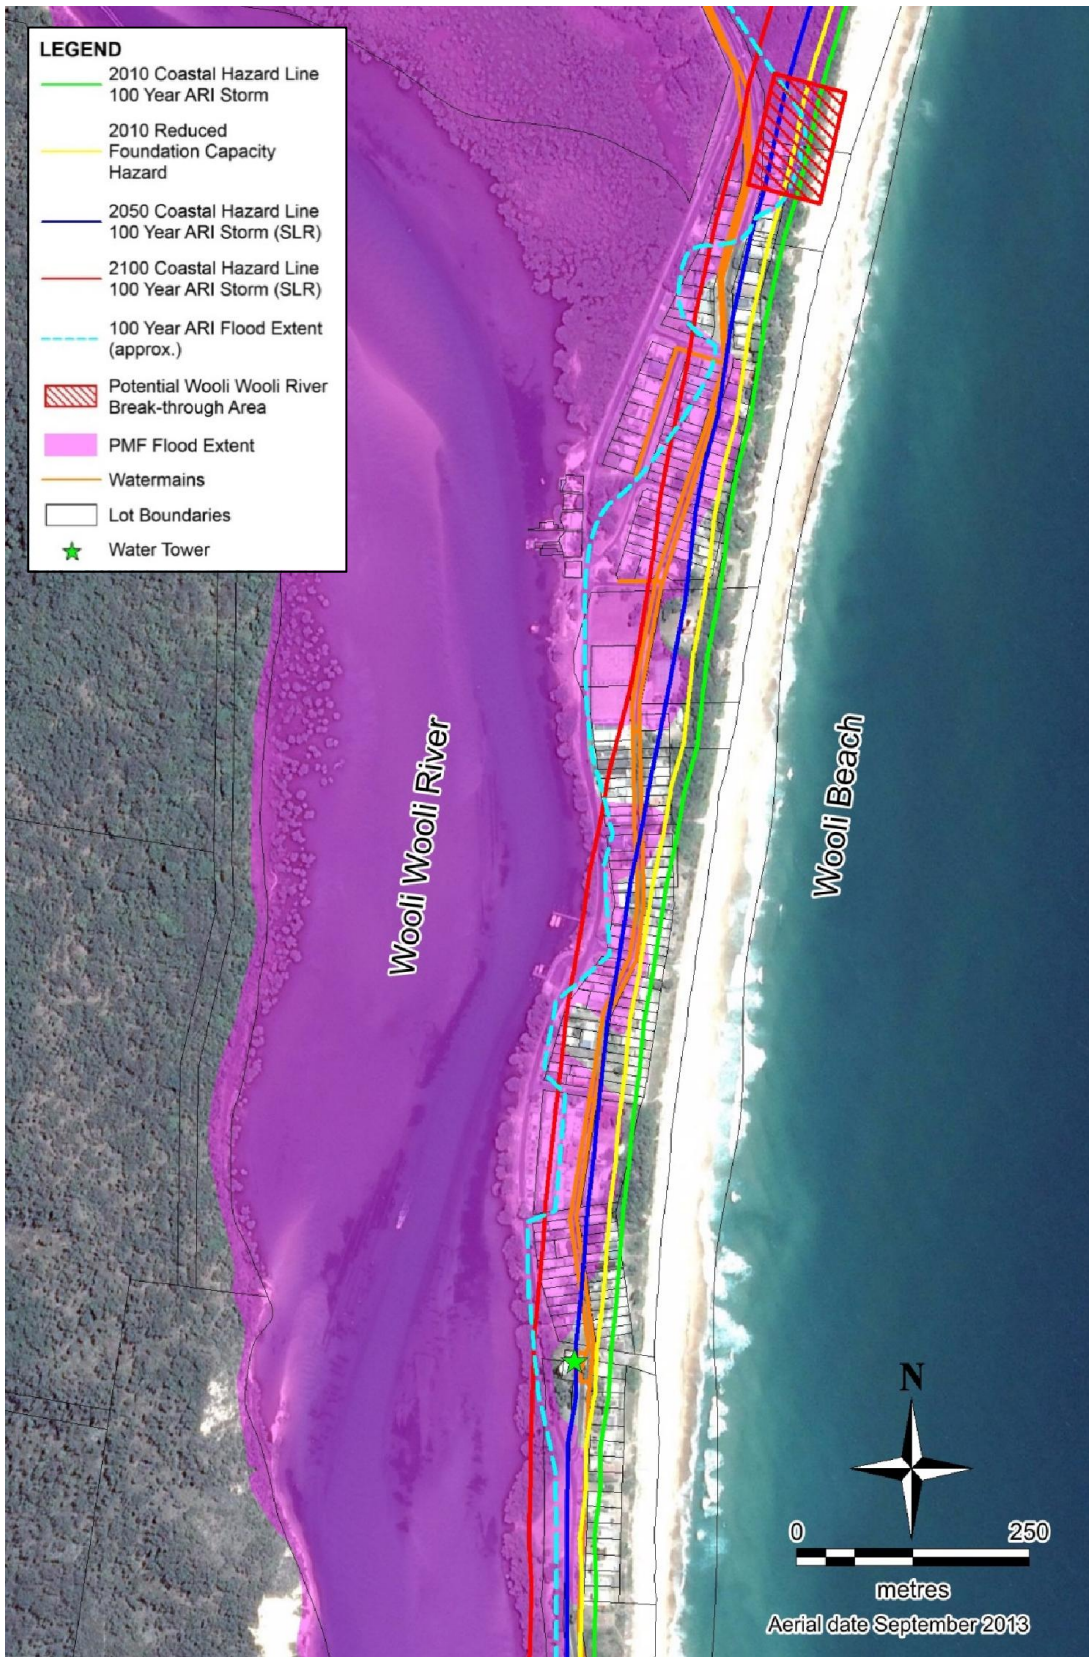 LEGEND
2010 Coastal Hazard Line
100 Year ARI Storm
2010 Reduced
Foundation Capacity
Hazard
2050 Coastal Hazard Line
100 Year ARI Storm (SLR)
2100 Coastal Hazard Line
100 Year ARI Storm (SLR)
100 Year ARI Flood Extent
(approx.)
Potential Wooli Wooli River
Break-through Area
PMF Flood Extent
Watermains
Lot Boundaries
Water Tower
Wooli Wooli River
Wooli Beach
N
0 250
metres
Aerial date September 2013